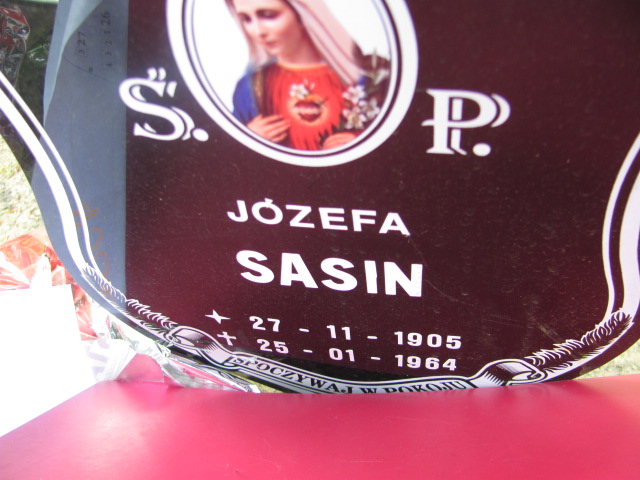 Ś. P.
JÓZEFA
SASIN
27 - 11 - 1905
25 - 01 - 1964
SPOCZYWAJ W POKOJU